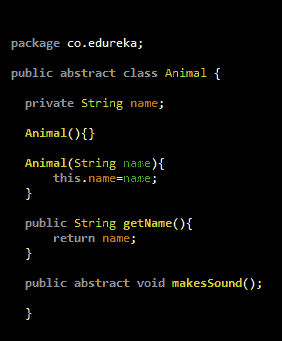 package co.edureka;
public abstract class Animal {
private String name;
Animal(){}
Animal(String name){
this.name=name;
}
public String getName(){
return name;
}
public abstract void makesSound();
}